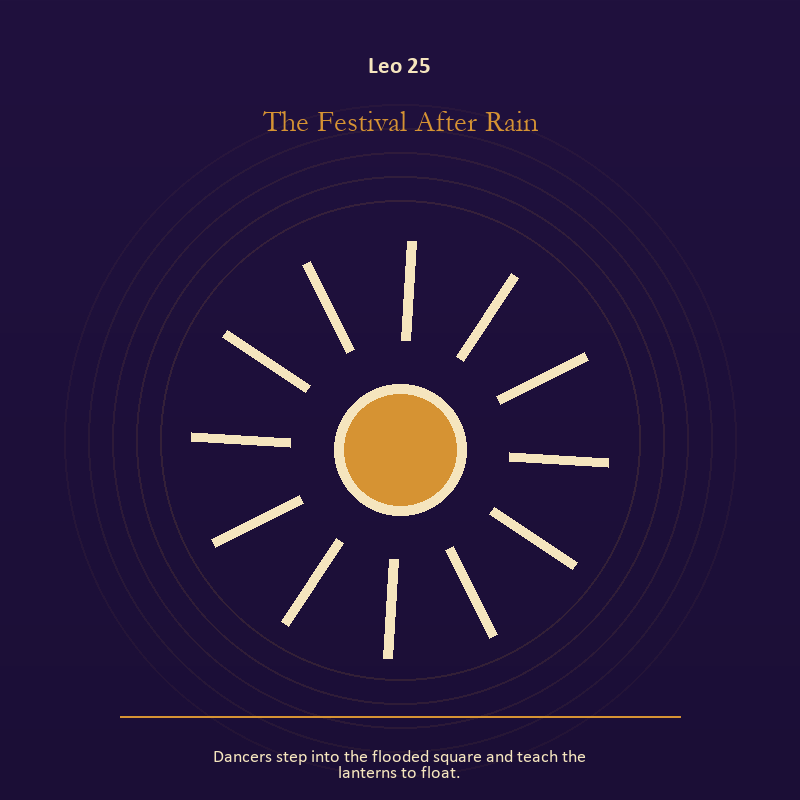 Leo 25
The Festival After Rain
Dancers step into the flooded square and teach the
lanterns to float.